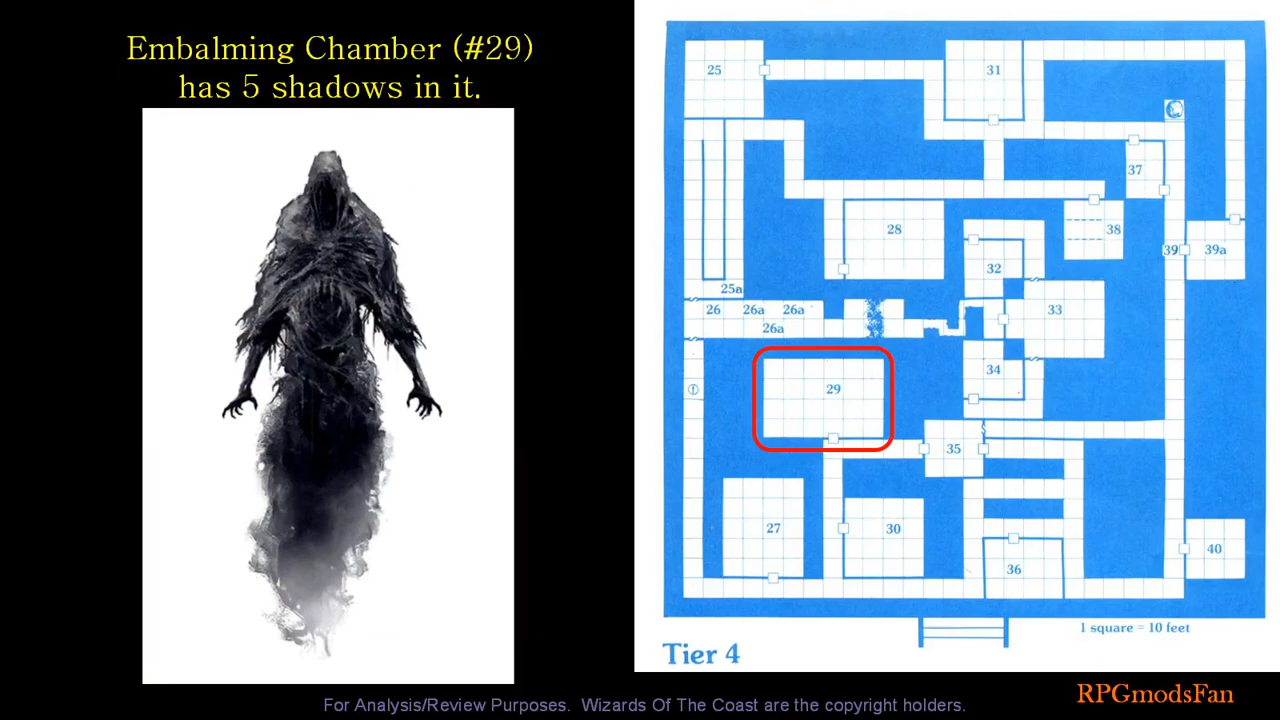 Embalming Chamber (#29)
has 5 shadows in it.
25
31
37
28
38
39
39a
32
25a
26
26a
26a
33
26a
34
29
35
27
30
40
36
1 square = 10 feet
Tier 4
RPGmodsFan
For Analysis/Review Purposes.  Wizards Of The Coast are the copyright holders.